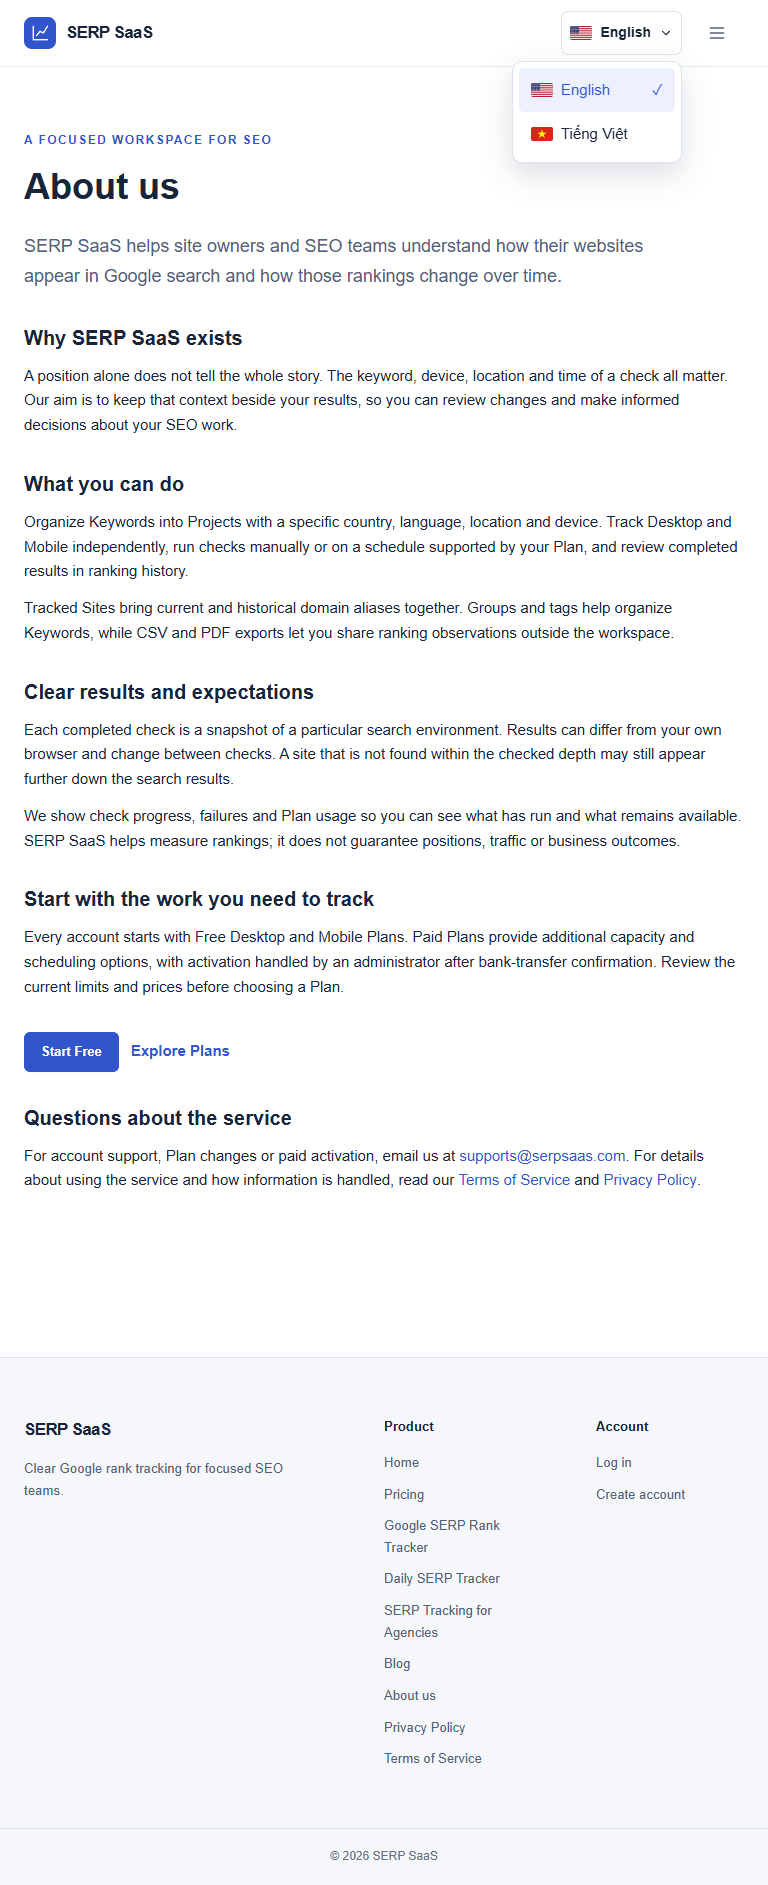 SERP SaaS
English
English
Tiếng Việt
A FOCUSED WORKSPACE FOR SEO
About us
SERP SaaS helps site owners and SEO teams understand how their websites
appear in Google search and how those rankings change over time.
Why SERP SaaS exists
A position alone does not tell the whole story. The keyword, device, location and time of a check all matter.
Our aim is to keep that context beside your results, so you can review changes and make informed
decisions about your SEO work.
What you can do
Organize Keywords into Projects with a specific country, language, location and device. Track Desktop and
Mobile independently, run checks manually or on a schedule supported by your Plan, and review completed
results in ranking history.
Tracked Sites bring current and historical domain aliases together. Groups and tags help organize
Keywords, while CSV and PDF exports let you share ranking observations outside the workspace.
Clear results and expectations
Each completed check is a snapshot of a particular search environment. Results can differ from your own
browser and change between checks. A site that is not found within the checked depth may still appear
further down the search results.
We show check progress, failures and Plan usage so you can see what has run and what remains available.
SERP SaaS helps measure rankings; it does not guarantee positions, traffic or business outcomes.
Start with the work you need to track
Every account starts with Free Desktop and Mobile Plans. Paid Plans provide additional capacity and
scheduling options, with activation handled by an administrator after bank-transfer confirmation. Review the
current limits and prices before choosing a Plan.
Start Free
Explore Plans
Questions about the service
For account support, Plan changes or paid activation, email us at supports@serpsaas.com. For details
about using the service and how information is handled, read our Terms of Service and Privacy Policy.
SERP SaaS
Clear Google rank tracking for focused SEO
teams.
Product
Home
Pricing
Google SERP Rank
Tracker
Daily SERP Tracker
SERP Tracking for
Agencies
Blog
About us
Privacy Policy
Terms of Service
Account
Log in
Create account
© 2026 SERP SaaS